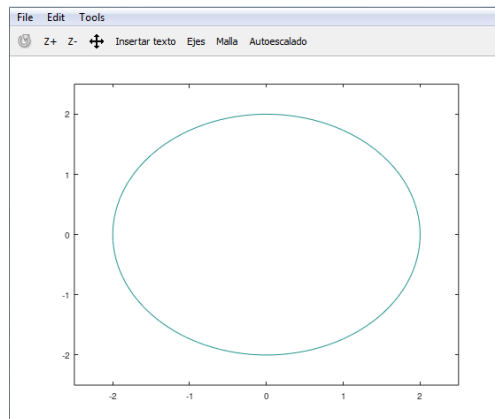 File Edit Tools
Z+ Z- Insertar texto Ejes Malla Autoescalado
2
1
0
-1
-2
-2 -1 0 1 2